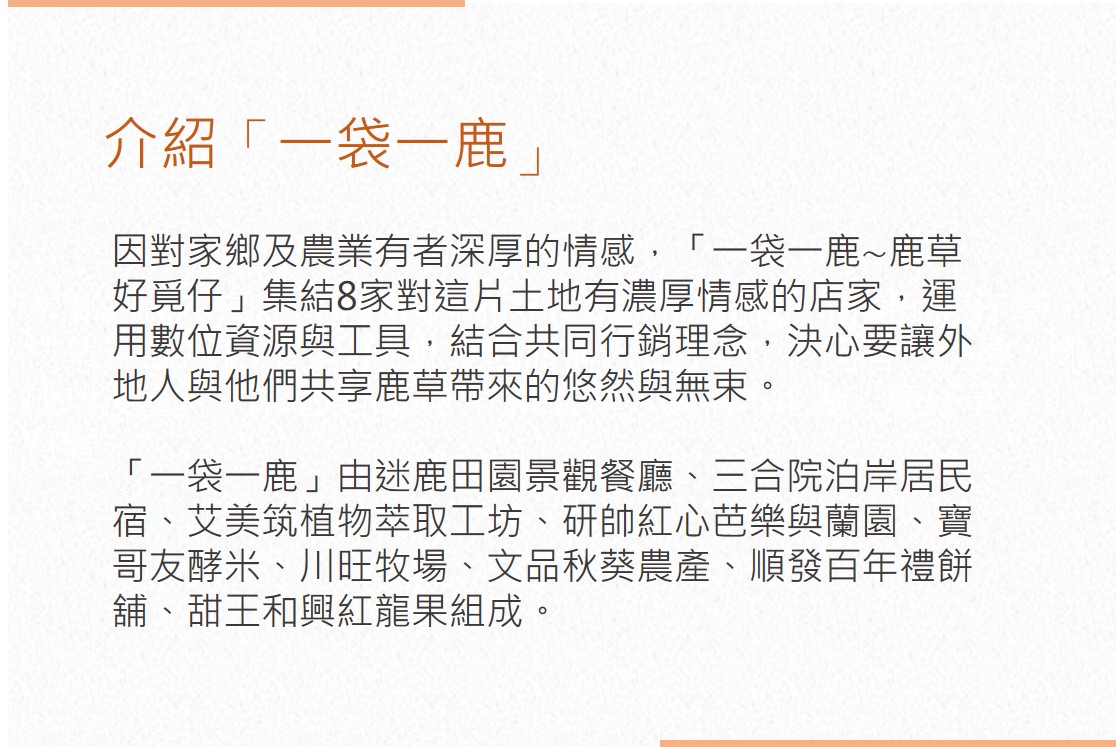 介紹「一袋一鹿」
因對家鄉及農業有者深厚的情感，「一袋一鹿~鹿草
好覓仔」集結8家對這片土地有濃厚情感的店家，運
用數位資源與工具，結合共同行銷理念，決心要讓外
地人與他們共享鹿草帶來的悠然與無束。
「一袋一鹿」由迷鹿田園景觀餐廳、三合院泊岸居民
宿、艾美筑植物萃取工坊、研帥紅心芭樂與蘭園、寶
哥友酵米、川旺牧場、文品秋葵農產、順發百年禮餅
舖、甜王和興紅龍果組成。